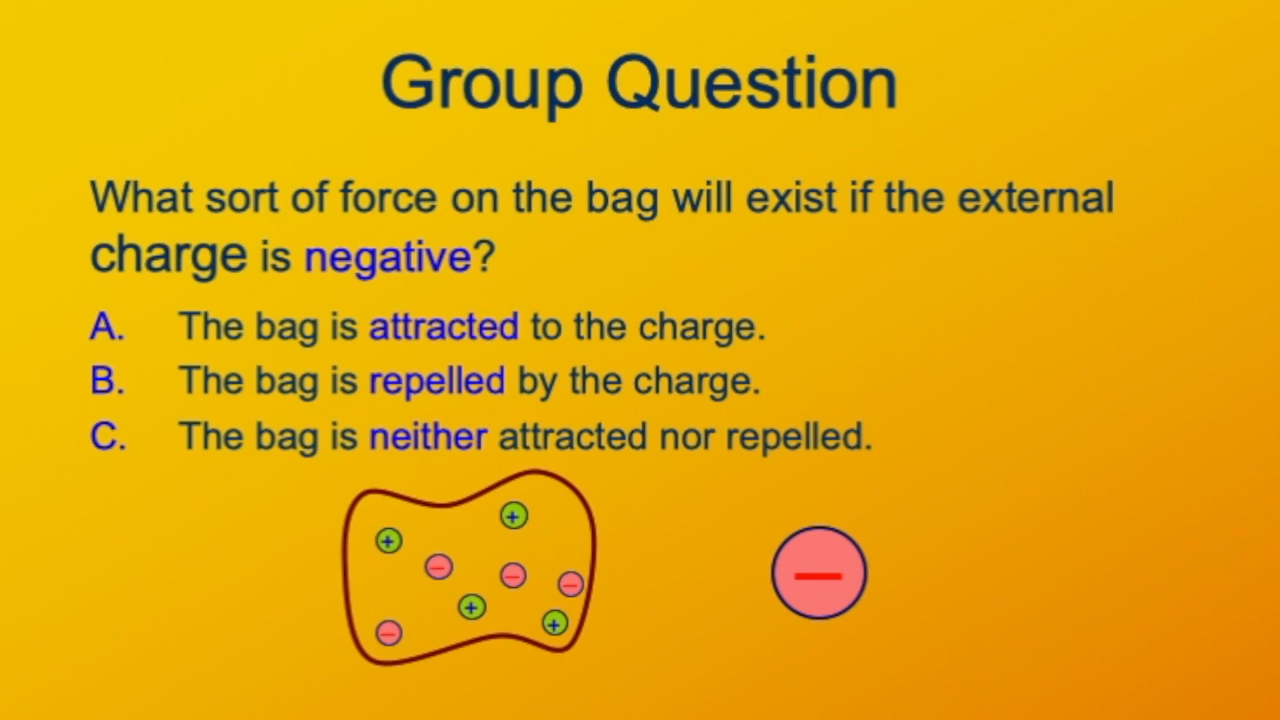 Group Question
What sort of force on the bag will exist if the external
charge is negative?
A. The bag is attracted to the charge.
B. The bag is repelled by the charge.
C. The bag is neither attracted nor repelled.
+ +
− − −
+ +
−
−